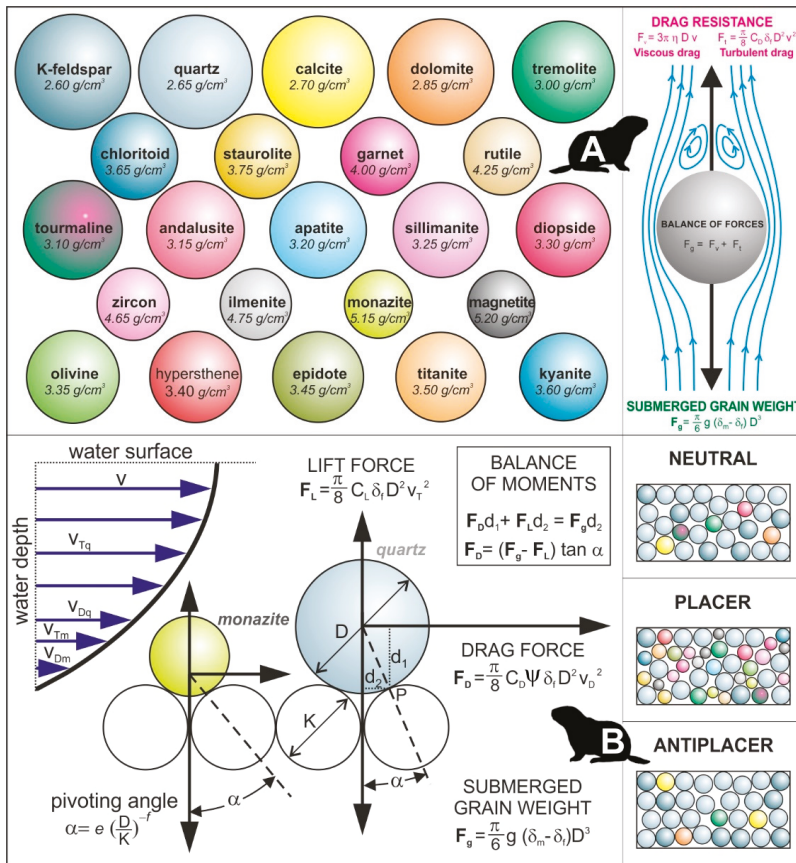 K-feldspar
2.60 g/cm³
quartz
2.65 g/cm³
calcite
2.70 g/cm³
dolomite
2.85 g/cm³
tremolite
3.00 g/cm³
chloritoid
3.65 g/cm³
staurolite
3.75 g/cm³
garnet
4.00 g/cm³
rutile
4.25 g/cm³
A
tourmaline
3.10 g/cm³
andalusite
3.15 g/cm³
apatite
3.20 g/cm³
sillimanite
3.25 g/cm³
diopside
3.30 g/cm³
zircon
4.65 g/cm³
ilmenite
4.75 g/cm³
monazite
5.15 g/cm³
magnetite
5.20 g/cm³
olivine
3.35 g/cm³
hypersthene
3.40 g/cm³
epidote
3.45 g/cm³
titanite
3.50 g/cm³
kyanite
3.60 g/cm³
DRAG RESISTANCE
Fᵥ = 3π η D v
Viscous drag
Fₜ = π/8 C_D δ_f D² v²
Turbulent drag
BALANCE OF FORCES
F_g = F_v + F_t
SUBMERGED GRAIN WEIGHT
F_g = π/6 g (δ_m - δ_f) D³
water surface
water depth
v
v_Tq
v_Dq
v_Tm
v_Dm
monazite
pivoting angle
α = e (D/K)^-f
α
LIFT FORCE
F_L = π/8 C_L δ_f D² v_T²
quartz
D
d₁
d₂
P
K
α
BALANCE
OF MOMENTS
F_D d₁ + F_L d₂ = F_g d₂
F_D = (F_g - F_L) tan α
DRAG FORCE
F_D = π/8 C_D Ψ δ_f D² v_D²
B
SUBMERGED
GRAIN WEIGHT
F_g = π/6 g (δ_m - δ_f) D³
NEUTRAL
PLACER
ANTIPLACER